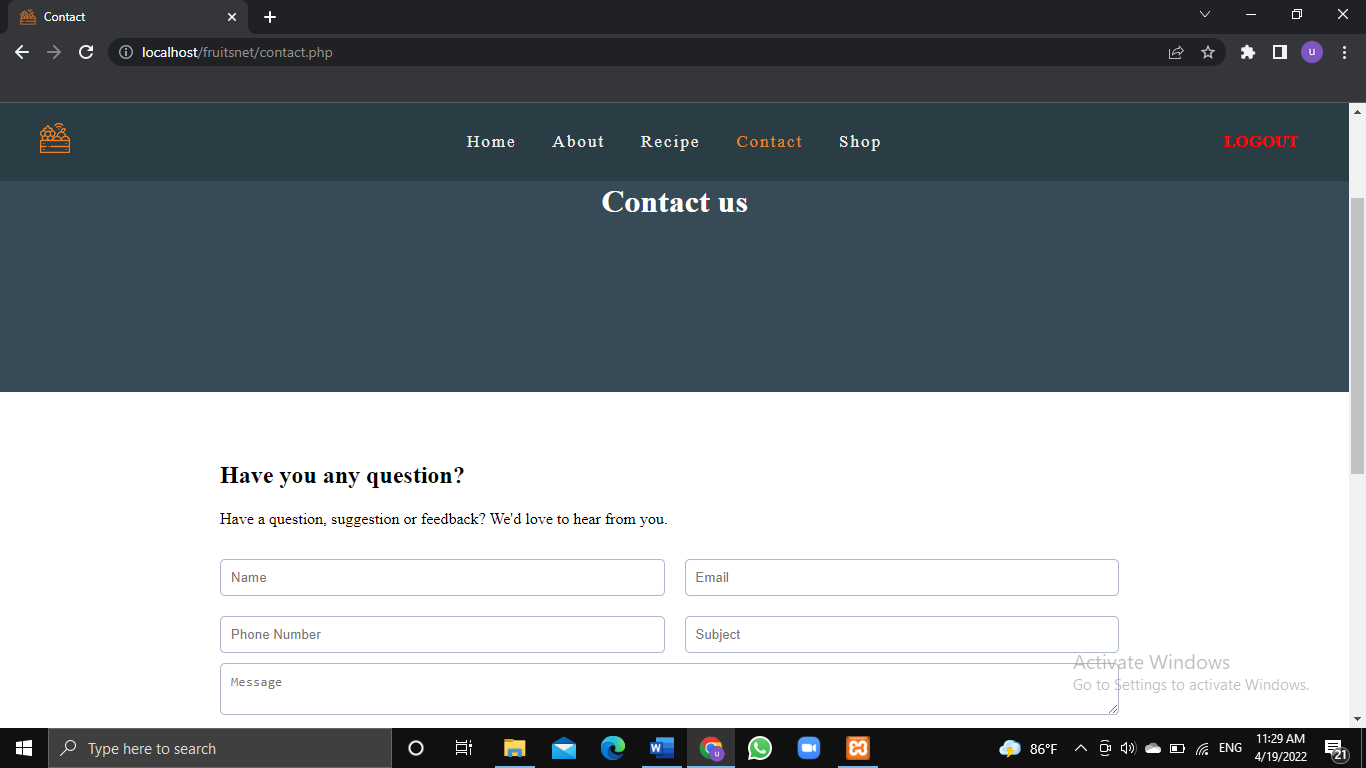 Contact
localhost/fruitsnet/contact.php
u
Home About Recipe Contact Shop LOGOUT
Contact us
Have you any question?
Have a question, suggestion or feedback? We'd love to hear from you.
Name Email
Phone Number Subject
Message
Activate Windows
Go to Settings to activate Windows.
Type here to search
W
u
86°F
ENG
11:29 AM
4/19/2022
21